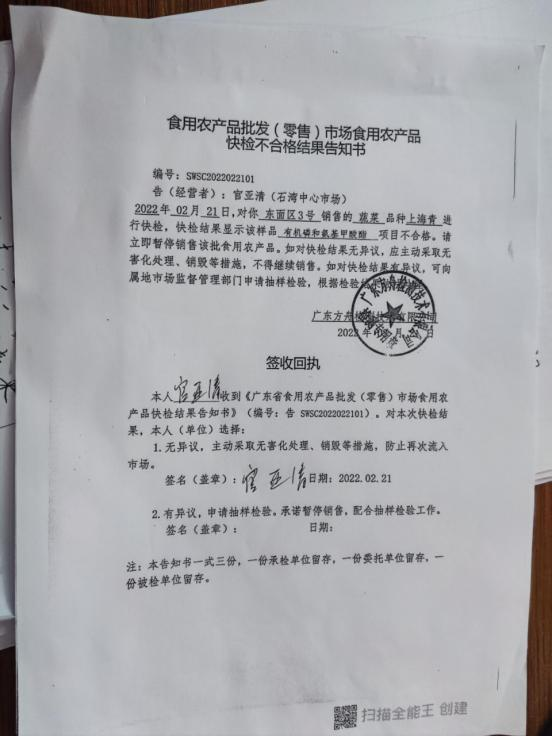 食用农产品批发（零售）市场食用农产品
快检不合格结果告知书
编号：SWSC2022022101
告（经营者）：官亚清（石湾中心市场）
2022年 02月 21日，对你 东面区3号 销售的 蔬菜 品种上海青 进
行快检，快检结果显示该样品 有机磷和氨基甲酸酯 项目不合格。请
立即暂停销售该批食用农产品。如对快检结果无异议，应主动采取无
害化处理、销毁等措施，不得继续销售。如对快检结果有异议，可向
属地市场监督管理部门申请抽样检验，根据检验
广东方舟检测技术有限公司
2022年 月 日
签收回执
本人官亚清收到《广东省食用农产品批发（零售）市场食用农
产品快检结果告知书》（编号：告 SWSC2022022101）。对本次快检结
果，本人（单位）选择：
1.无异议，主动采取无害化处理、销毁等措施，防止再次流入
市场。
签名（盖章）：官亚清日期：2022.02.21
2.有异议，申请抽样检验。承诺暂停销售，配合抽样检验工作。
签名（盖章）： 日期：
注：本告知书一式三份，一份承检单位留存，一份委托单位留存，一
份被检单位留存。
扫描全能王 创建